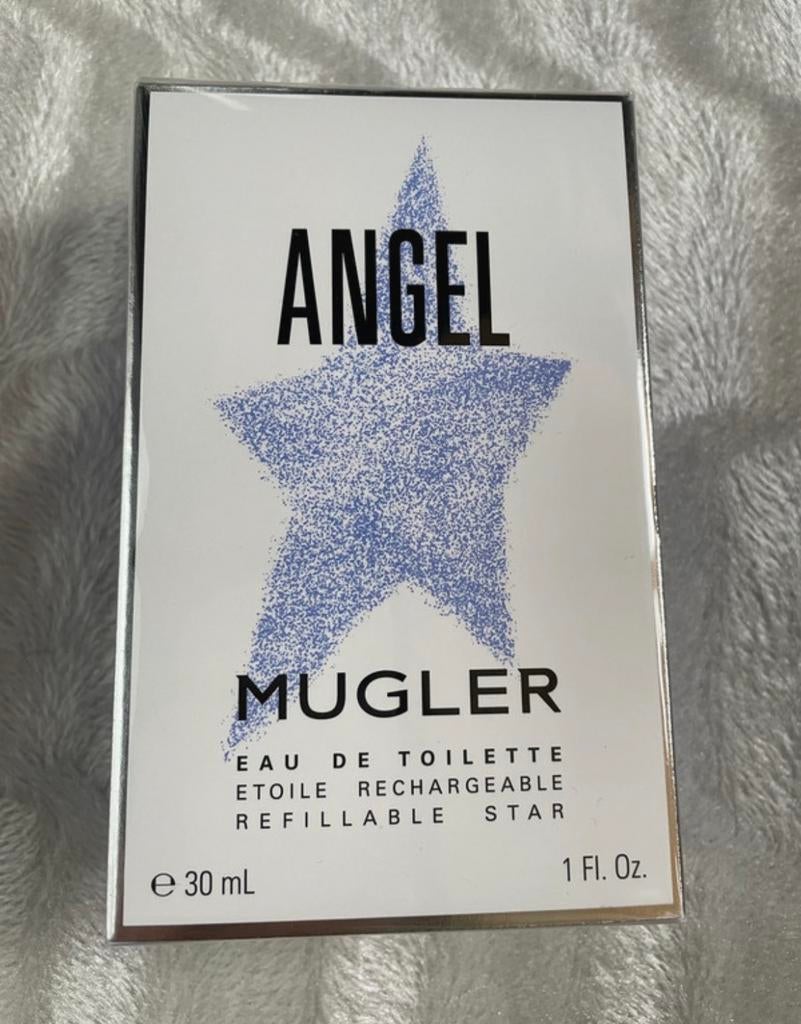 ANGEL
MUGLER
EAU DE TOILETTE
ETOILE RECHARGEABLE
REFILLABLE STAR
℮ 30 mL
1 Fl. Oz.